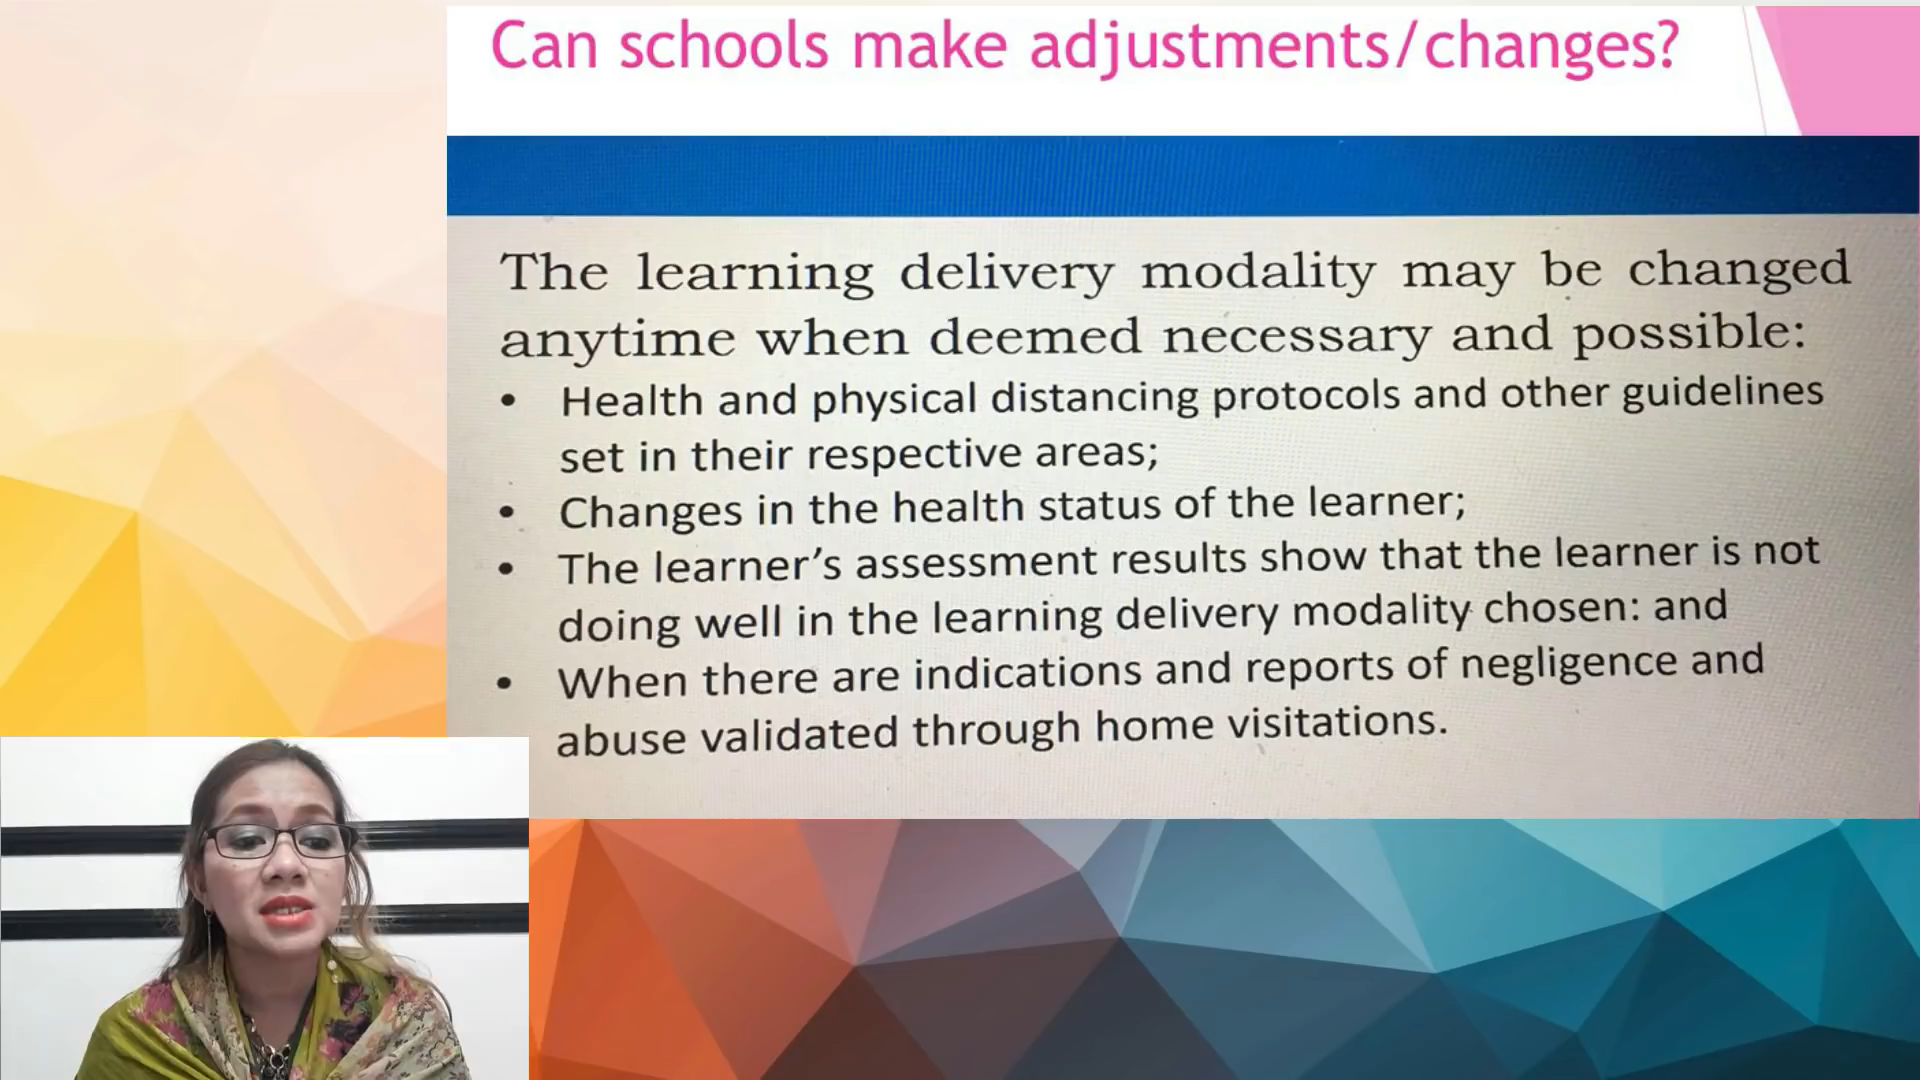 Can schools make adjustments/changes?
The learning delivery modality may be changed
anytime when deemed necessary and possible:
• Health and physical distancing protocols and other guidelines
set in their respective areas;
• Changes in the health status of the learner;
• The learner's assessment results show that the learner is not
doing well in the learning delivery modality chosen: and
• When there are indications and reports of negligence and
abuse validated through home visitations.